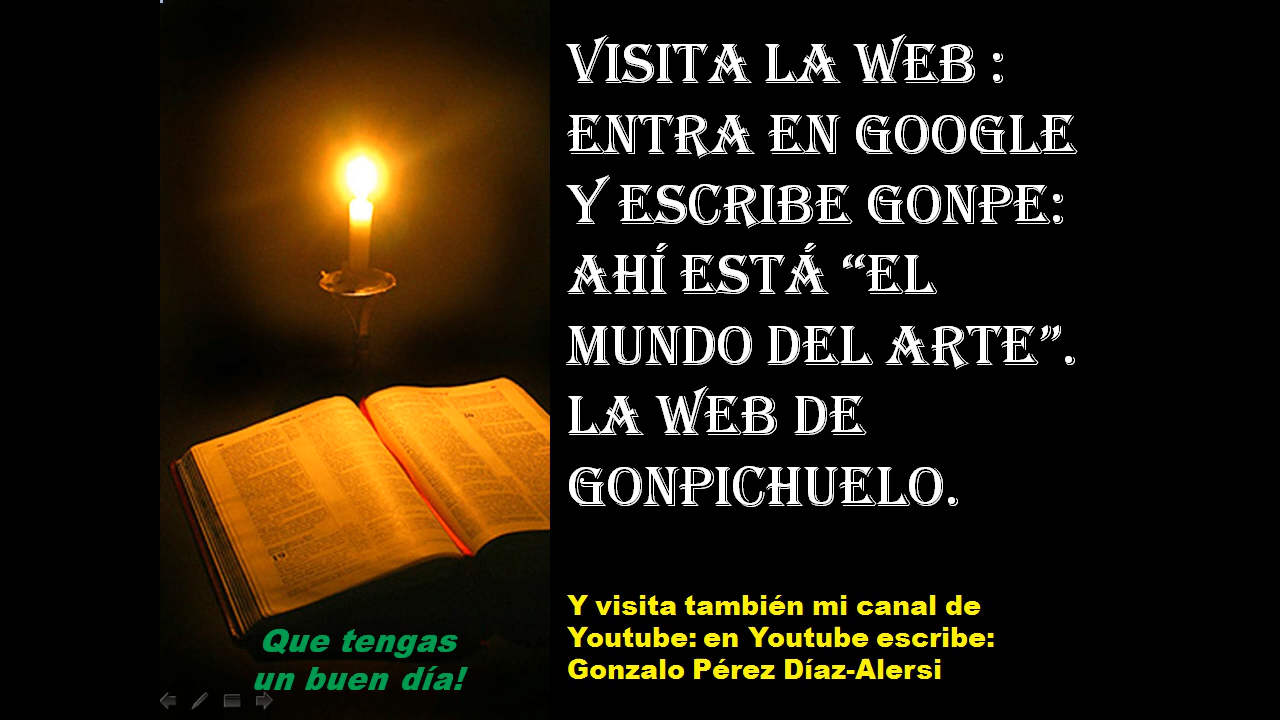 VISITA LA WEB :
ENTRA EN GOOGLE
Y ESCRIBE GONPE:
AHÍ ESTÁ “EL
MUNDO DEL ARTE”.
LA WEB DE
GONPICHUELO.
Y visita también mi canal de
Youtube: en Youtube escribe:
Gonzalo Pérez Díaz-Alersi
Que tengas
un buen día!